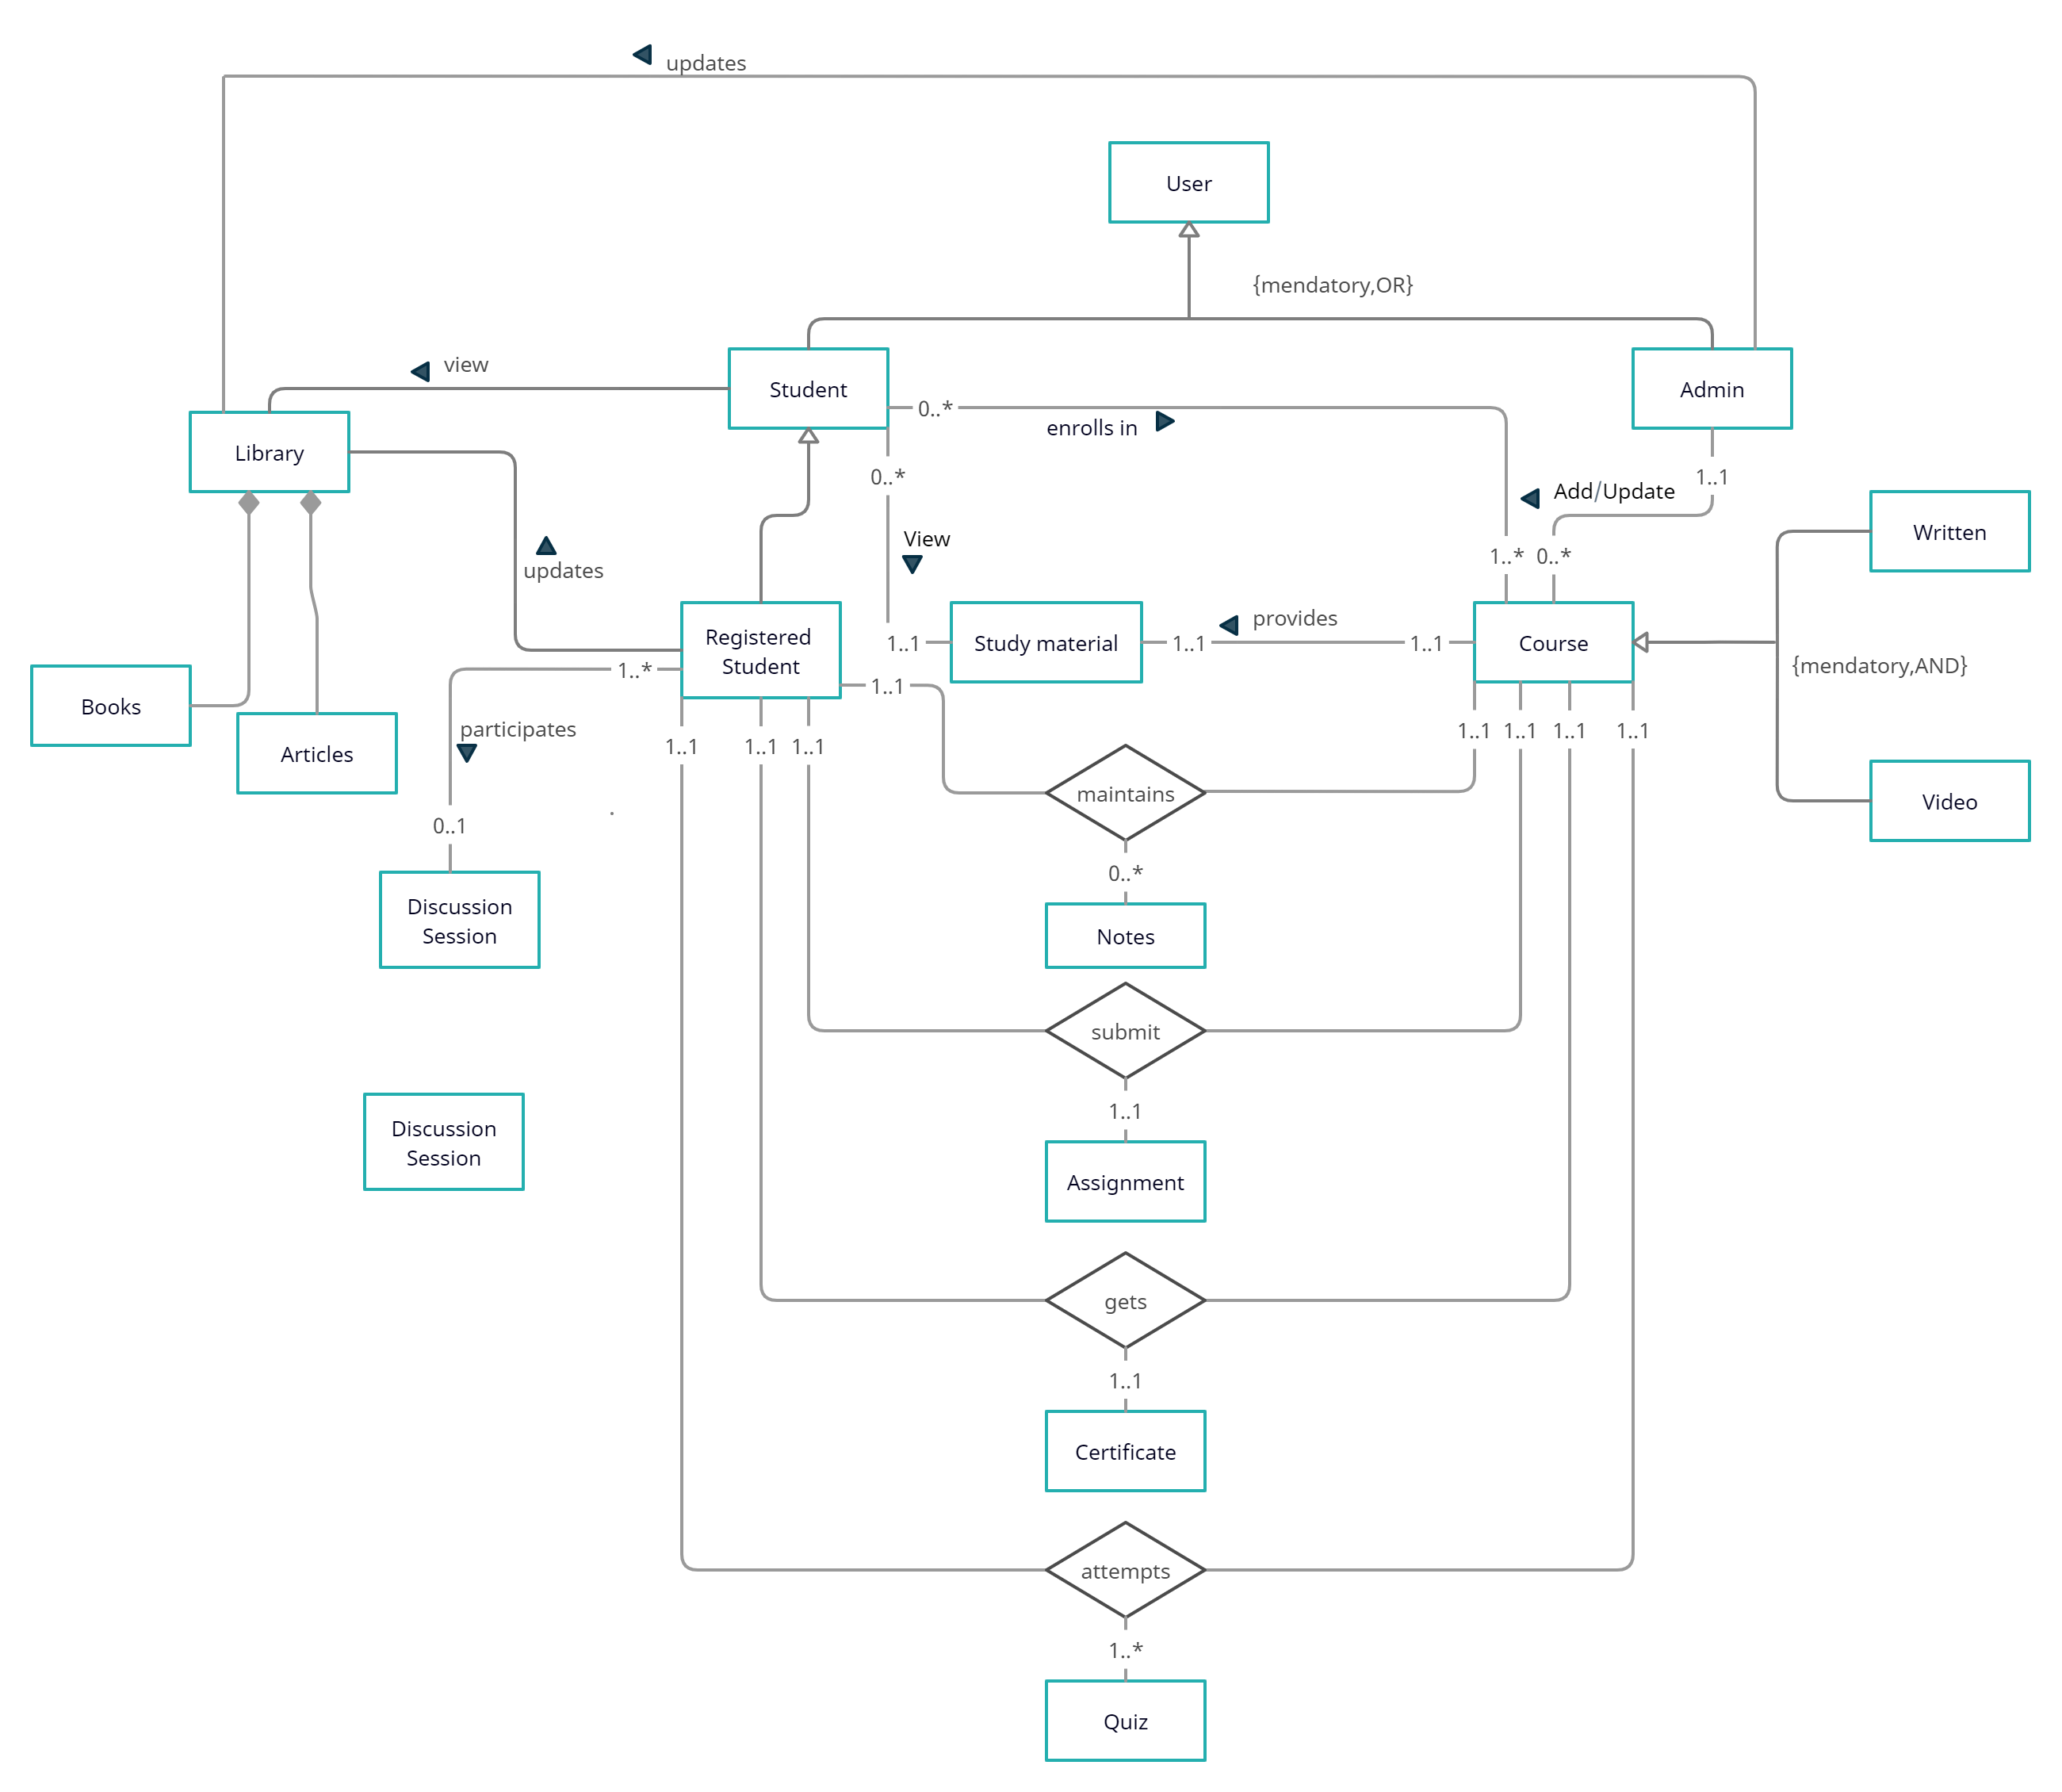 updates
User
{mendatory,OR}
view
Student
Admin
0..*
enrolls in
Library
0..*
1..1
Add/Update
Written
View
1..*
0..*
updates
provides
Registered
Student
1..1
Study material
1..1
1..1
Course
{mendatory,AND}
1..*
1..1
Books
participates
Articles
1..1
1..1
1..1
1..1
1..1
1..1
1..1
maintains
Video
0..1
0..*
Discussion
Session
Notes
submit
1..1
Discussion
Session
Assignment
gets
1..1
Certificate
attempts
1..*
Quiz